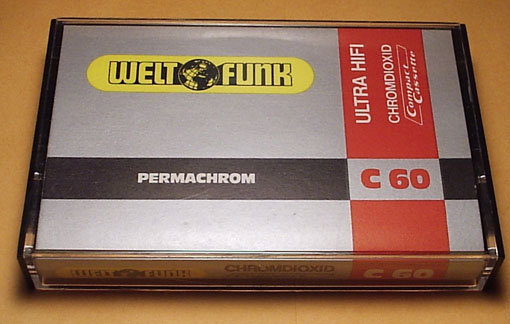 WELT FUNK
ULTRA HIFI
CHROMDIOXID
Compact
Cassette
PERMACHROM
C 60
WELT FUNK
CHROMDIOXID
C 60